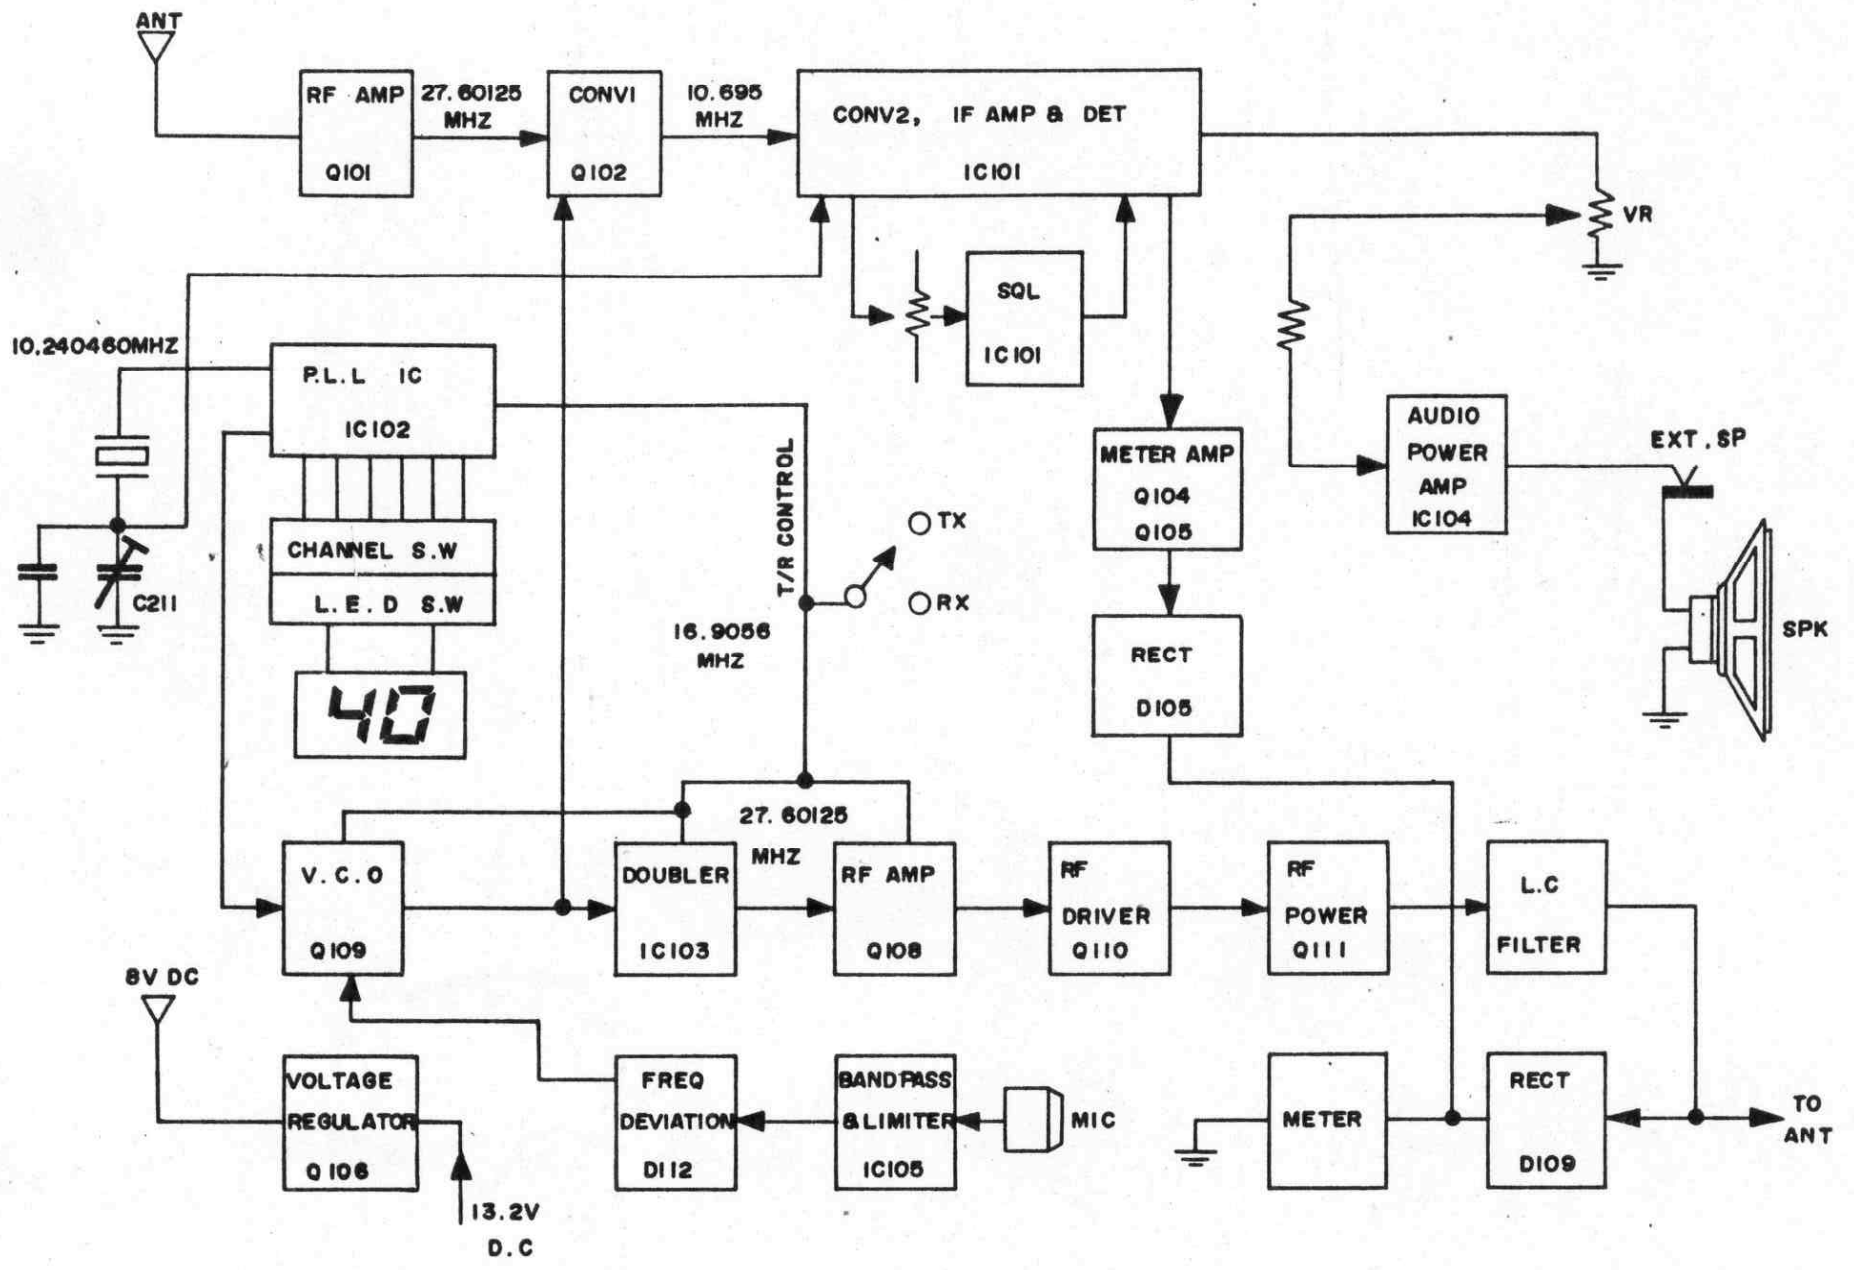 ANT
RF AMP
Q101
27.60125
MHZ
CONV1
Q102
10.695
MHZ
CONV2, IF AMP & DET
IC101
VR
SQL
IC101
10.240460MHZ
P.L.L IC
IC102
CHANNEL S.W
L.E.D S.W
40
C211
T/R CONTROL
TX
RX
16.9056
MHZ
METER AMP
Q104
Q105
RECT
D105
AUDIO
POWER
AMP
IC104
EXT.SP
SPK
27.60125
MHZ
V.C.O
Q109
DOUBLER
IC103
RF AMP
Q108
RF
DRIVER
Q110
RF
POWER
Q111
L.C
FILTER
8V DC
VOLTAGE
REGULATOR
Q106
13.2V
D.C
FREQ
DEVIATION
D112
BANDPASS
&LIMITER
IC105
MIC
METER
RECT
D109
TO
ANT